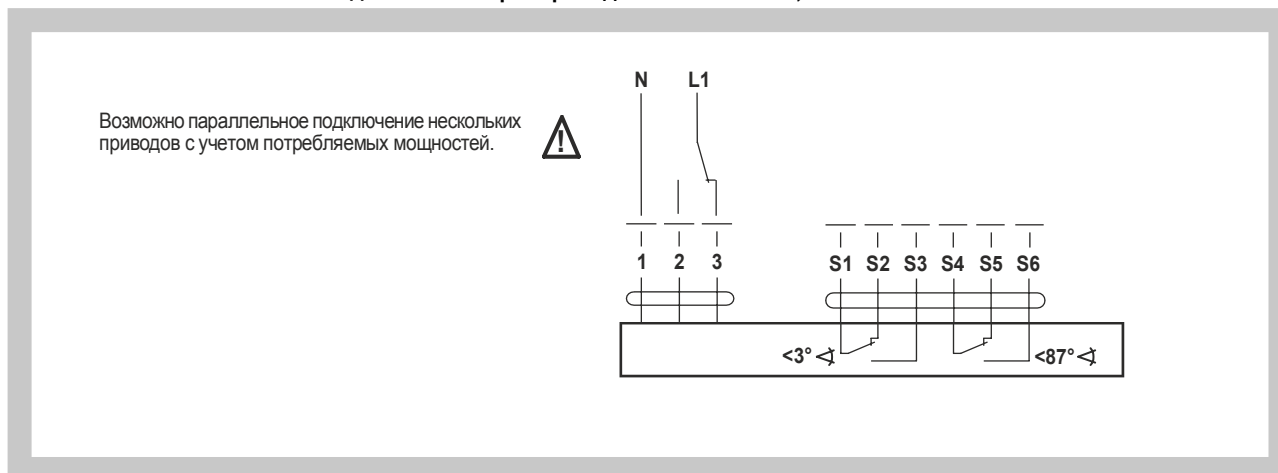 Возможно параллельное подключение нескольких
приводов с учетом потребляемых мощностей.
N L1
1 2 3
S1 S2 S3 S4 S5 S6
<3° <87°